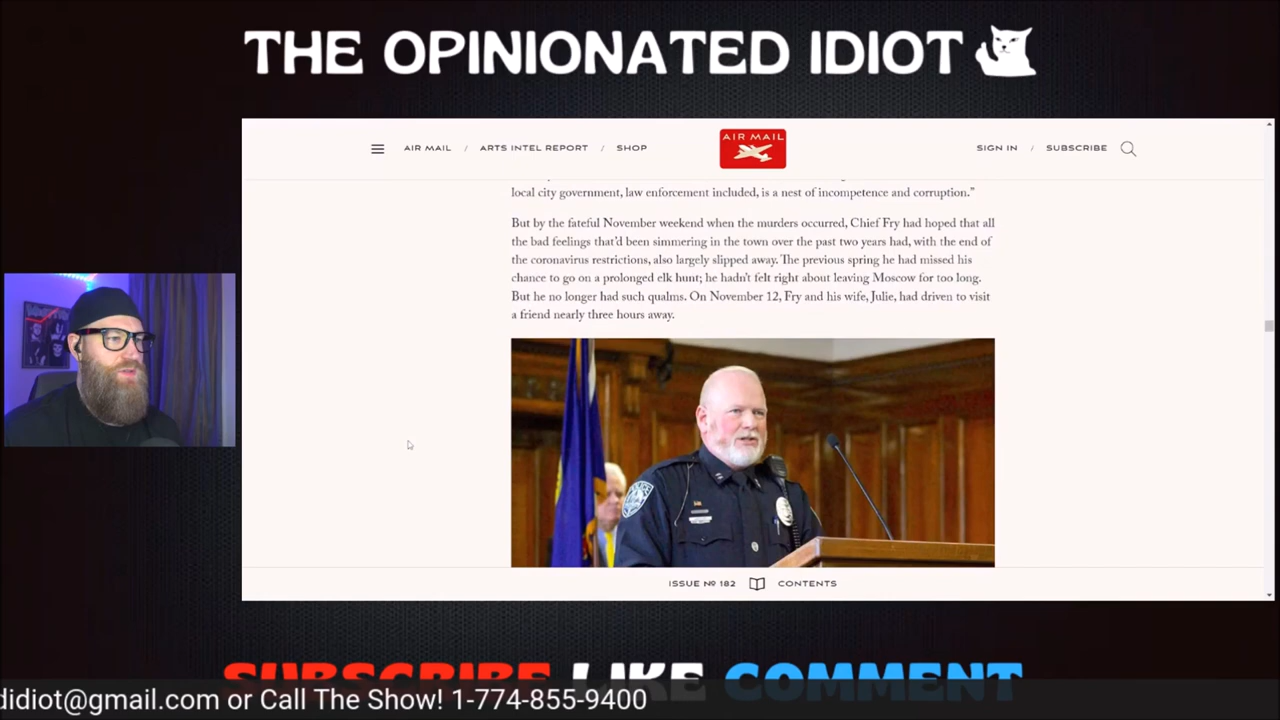 THE OPINIONATED IDIOT
AIR MAIL / ARTS INTEL REPORT / SHOP
AIR MAIL
SIGN IN / SUBSCRIBE
local city government, law enforcement included, is a nest of incompetence and corruption.”
But by the fateful November weekend when the murders occurred, Chief Fry had hoped that all
the bad feelings that’d been simmering in the town over the past two years had, with the end of
the coronavirus restrictions, also largely slipped away. The previous spring he had missed his
chance to go on a prolonged elk hunt; he hadn’t felt right about leaving Moscow for too long.
But he no longer had such qualms. On November 12, Fry and his wife, Julie, had driven to visit
a friend nearly three hours away.
ISSUE Nº 182 CONTENTS
SUBSCRIBE LIKE COMMENT
didiot@gmail.com or Call The Show! 1-774-855-9400